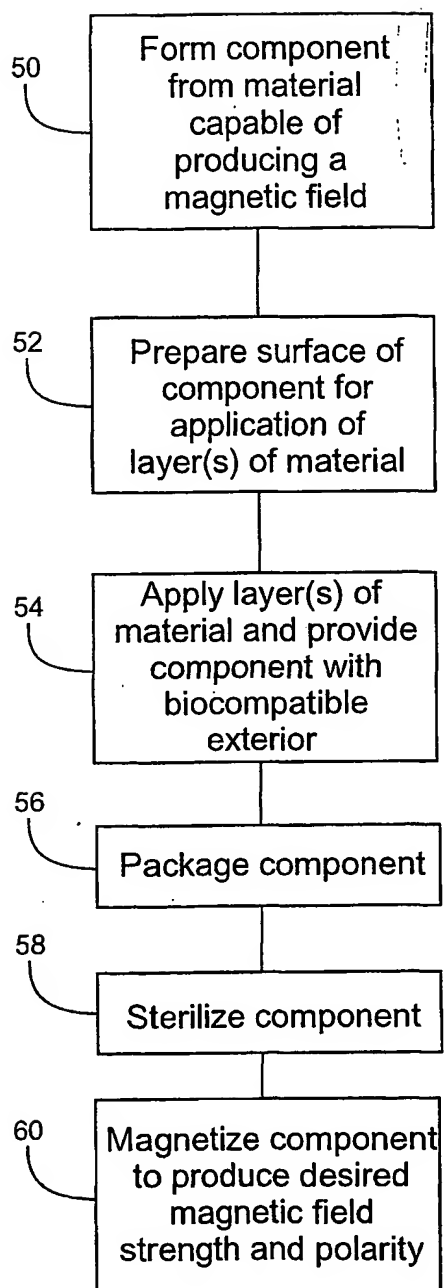 50
Form component
from material
capable of
producing a
magnetic field
52
Prepare surface of
component for
application of
layer(s) of material
54
Apply layer(s) of
material and provide
component with
biocompatible
exterior
56
Package component
58
Sterilize component
60
Magnetize component
to produce desired
magnetic field
strength and polarity